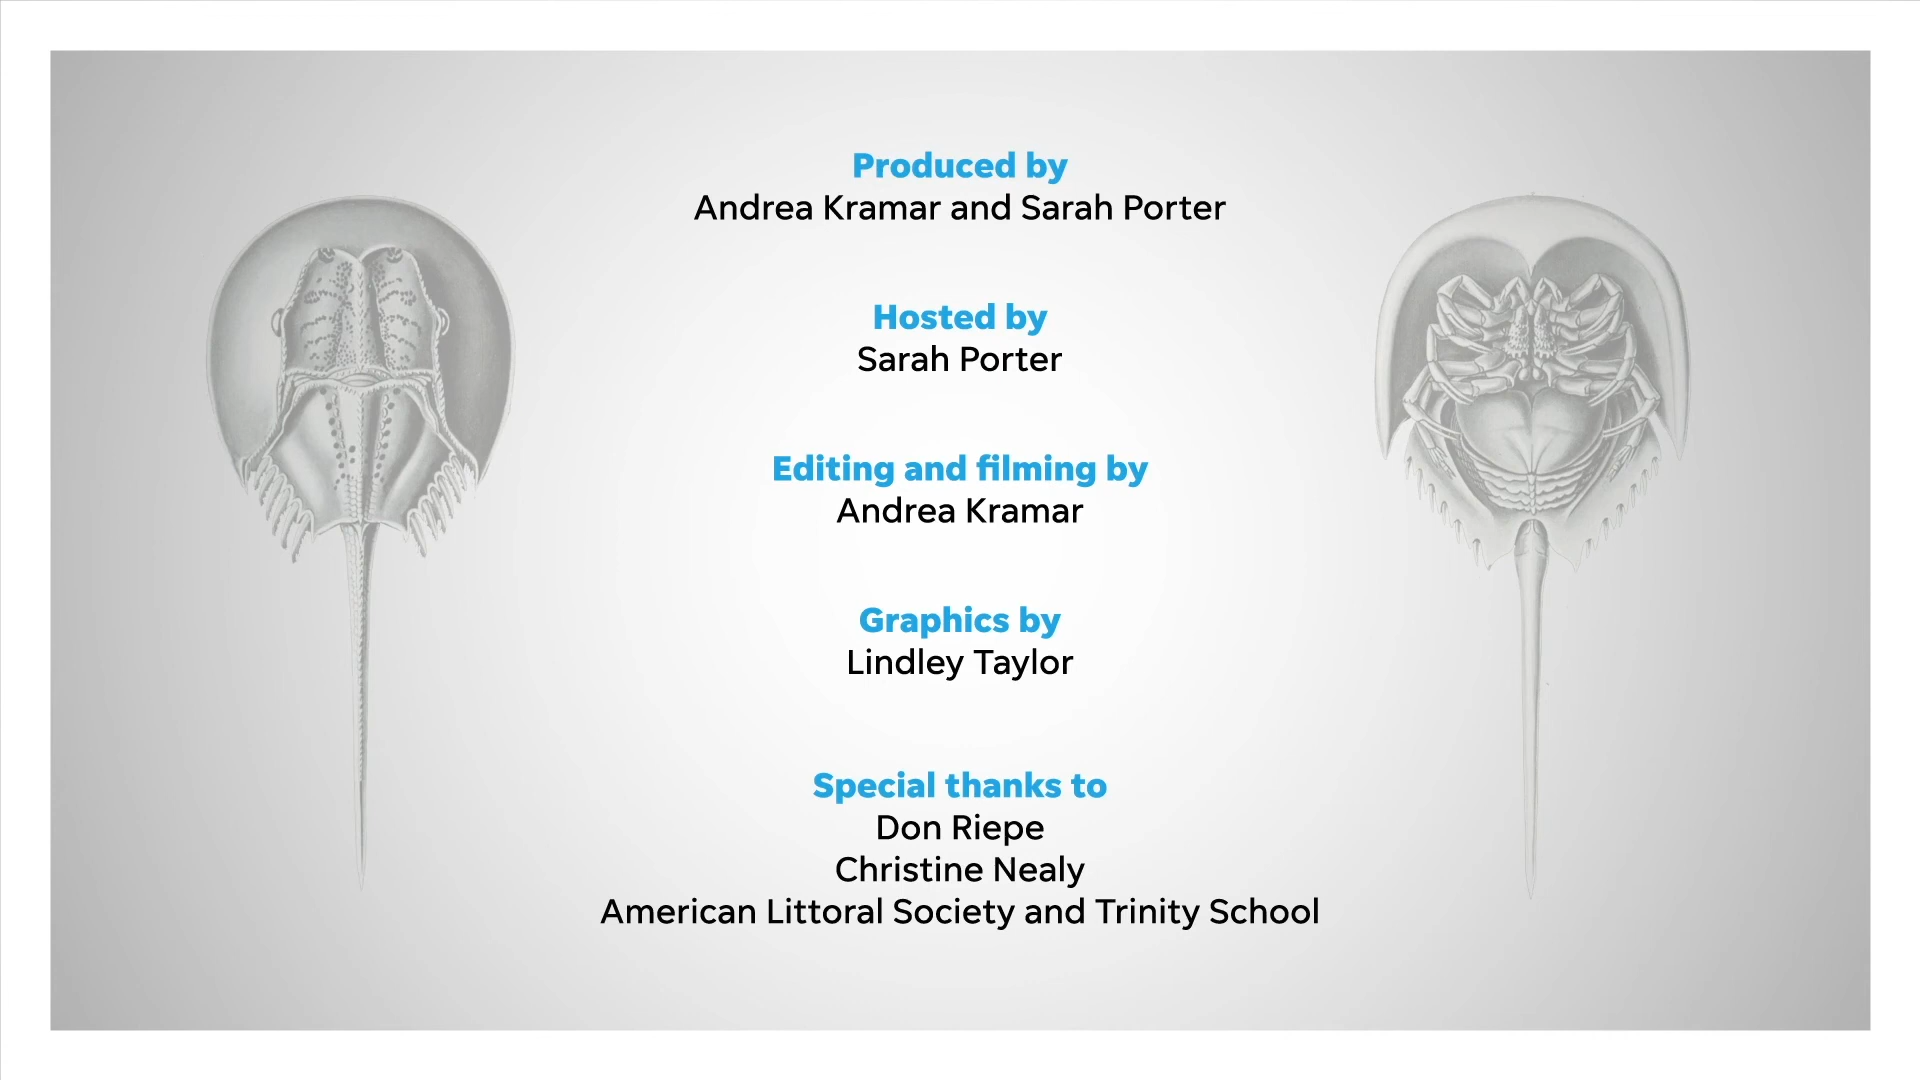 Produced by
Andrea Kramar and Sarah Porter
Hosted by
Sarah Porter
Editing and filming by
Andrea Kramar
Graphics by
Lindley Taylor
Special thanks to
Don Riepe
Christine Nealy
American Littoral Society and Trinity School